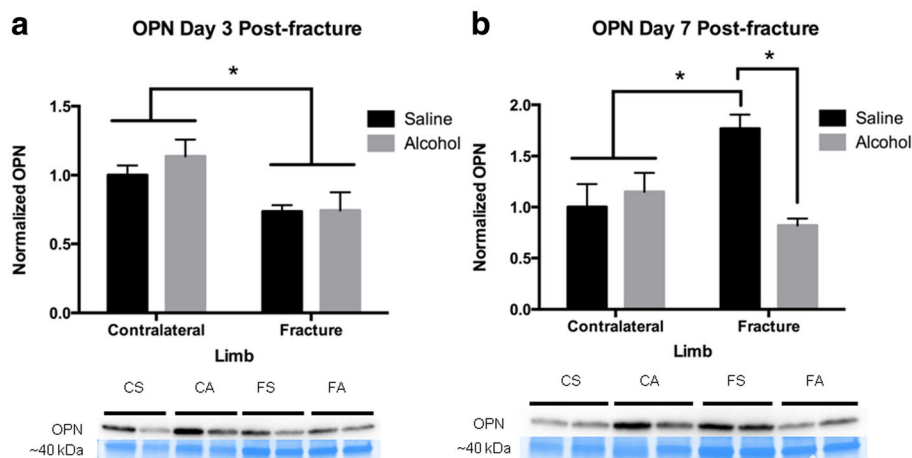 a
OPN Day 3 Post-fracture
*
1.5
1.0
0.5
0.0
Normalized OPN
Saline
Alcohol
Contralateral
Fracture
Limb
CS
CA
FS
FA
OPN
~40 kDa
b
OPN Day 7 Post-fracture
*
*
2.0
1.5
1.0
0.5
0.0
Normalized OPN
Saline
Alcohol
Contralateral
Fracture
Limb
CS
CA
FS
FA
OPN
~40 kDa